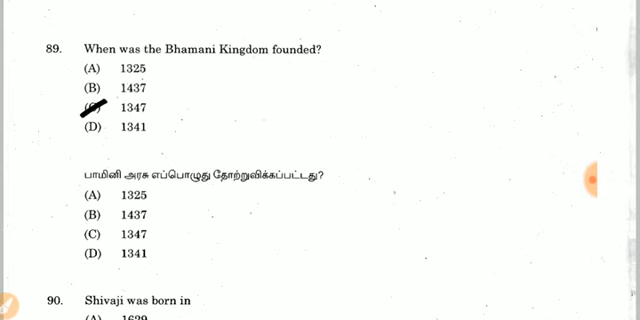 89. When was the Bhamani Kingdom founded?
(A) 1325
(B) 1437
(C) 1347
(D) 1341
பாமினி அரசு எப்பொழுது தோற்றுவிக்கப்பட்டது?
(A) 1325
(B) 1437
(C) 1347
(D) 1341
90. Shivaji was born in
(A) 1629